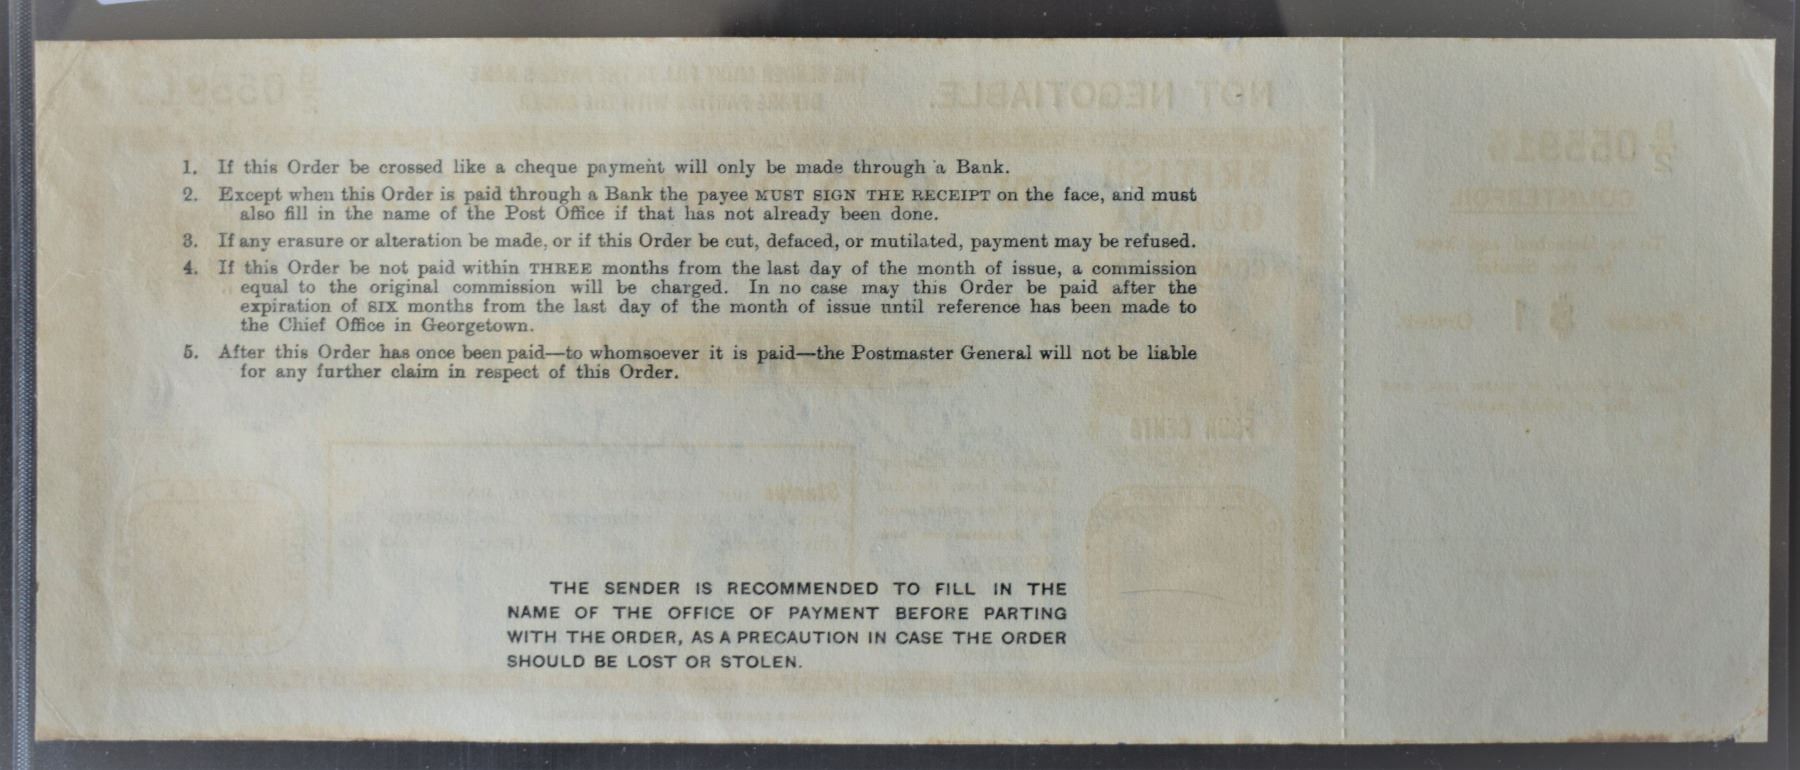 1. If this Order be crossed like a cheque payment will only be made through a Bank.
2. Except when this Order is paid through a Bank the payee MUST SIGN THE RECEIPT on the face, and must
also fill in the name of the Post Office if that has not already been done.
3. If any erasure or alteration be made, or if this Order be cut, defaced, or mutilated, payment may be refused.
4. If this Order be not paid within THREE months from the last day of the month of issue, a commission
equal to the original commission will be charged. In no case may this Order be paid after the
expiration of SIX months from the last day of the month of issue until reference has been made to
the Chief Office in Georgetown.
5. After this Order has once been paid—to whomsoever it is paid—the Postmaster General will not be liable
for any further claim in respect of this Order.
THE SENDER IS RECOMMENDED TO FILL IN THE
NAME OF THE OFFICE OF PAYMENT BEFORE PARTING
WITH THE ORDER, AS A PRECAUTION IN CASE THE ORDER
SHOULD BE LOST OR STOLEN.
NOT NEGOTIABLE.
COUNTERFOIL
FOUR CENTS